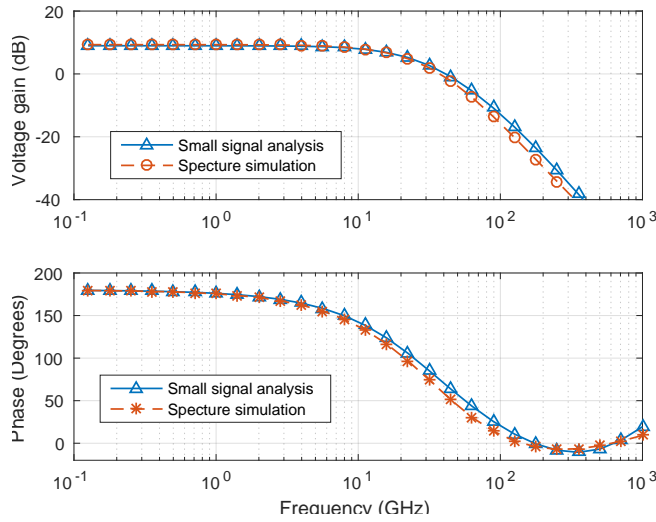 20
0
-20
-40
Voltage gain (dB)
Small signal analysis
Specture simulation
10^-1 10^0 10^1 10^2 10^3
200
150
100
50
0
Phase (Degrees)
Small signal analysis
Specture simulation
10^-1 10^0 10^1 10^2 10^3
Frequency (GHz)